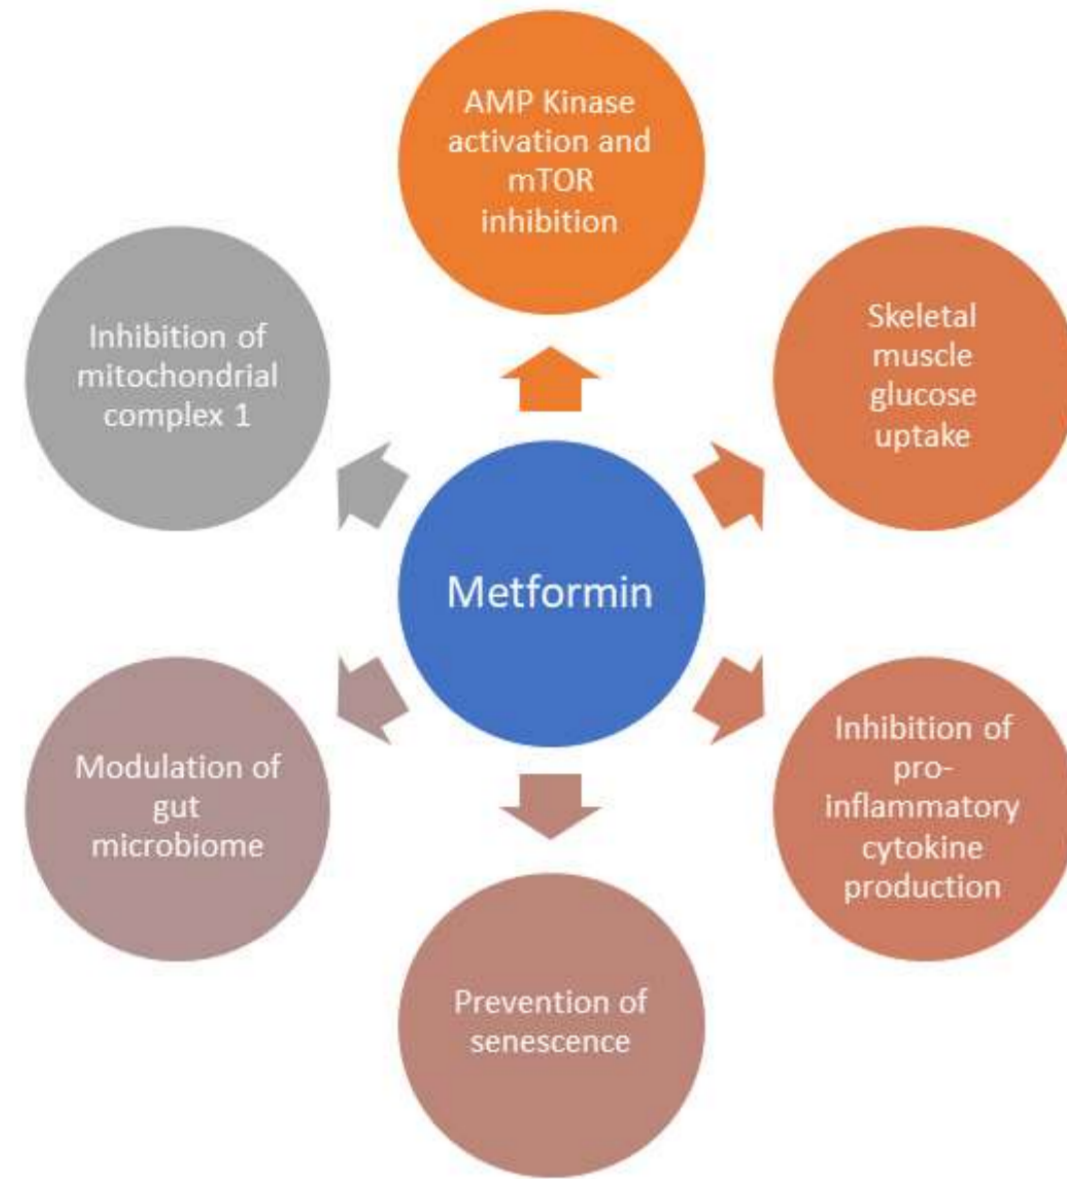 AMP Kinase
activation and
mTOR
inhibition
Skeletal
muscle
glucose
uptake
Inhibition of
mitochondrial
complex 1
Metformin
Inhibition of
pro-
inflammatory
cytokine
production
Modulation of
gut
microbiome
Prevention of
senescence